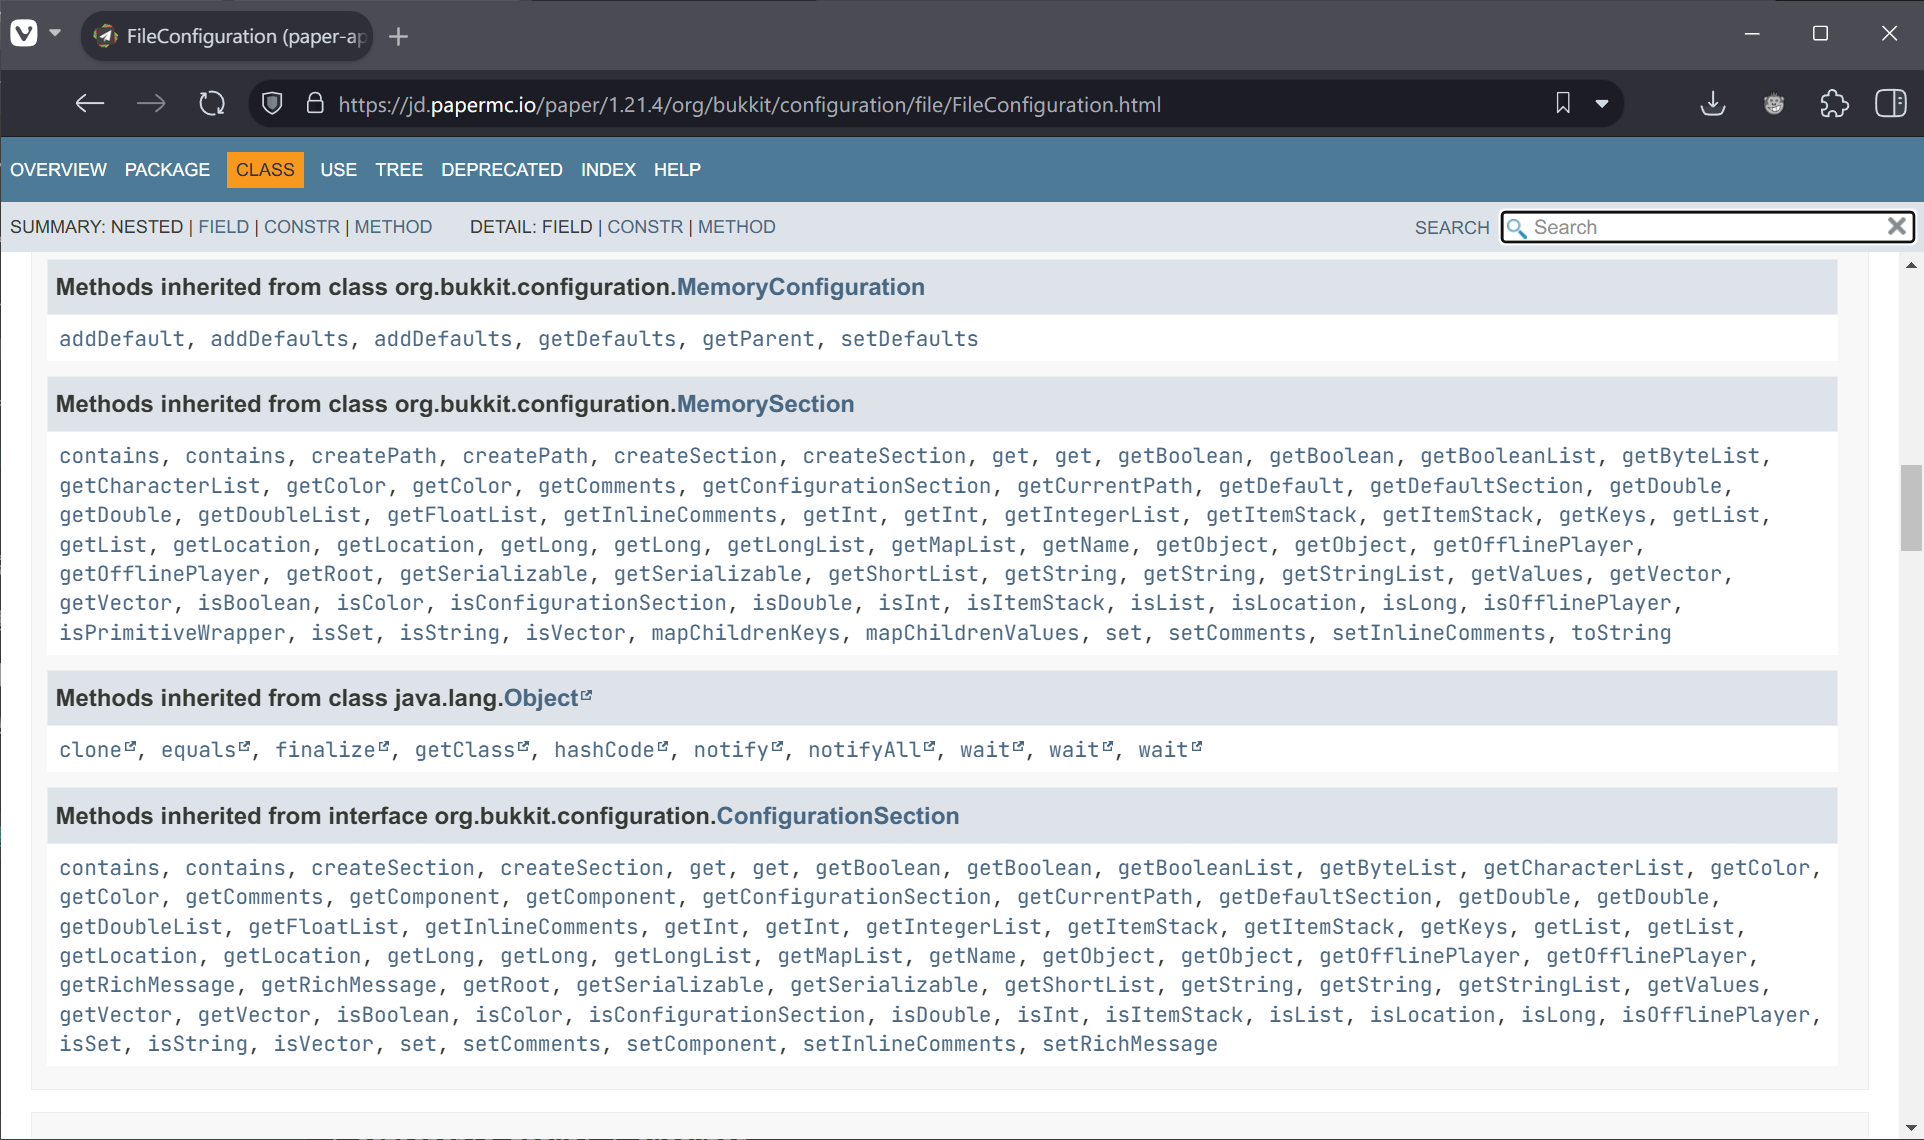 FileConfiguration (paper-ap
https://jd.papermc.io/paper/1.21.4/org/bukkit/configuration/file/FileConfiguration.html
OVERVIEW PACKAGE CLASS USE TREE DEPRECATED INDEX HELP
SUMMARY: NESTED | FIELD | CONSTR | METHOD DETAIL: FIELD | CONSTR | METHOD SEARCH Search
Methods inherited from class org.bukkit.configuration.MemoryConfiguration
addDefault, addDefaults, addDefaults, getDefaults, getParent, setDefaults
Methods inherited from class org.bukkit.configuration.MemorySection
contains, contains, createPath, createPath, createSection, createSection, get, get, getBoolean, getBoolean, getBooleanList, getByteList,
getCharacterList, getColor, getColor, getComments, getConfigurationSection, getCurrentPath, getDefault, getDefaultSection, getDouble,
getDouble, getDoubleList, getFloatList, getInlineComments, getInt, getInt, getIntegerList, getItemStack, getItemStack, getKeys, getList,
getList, getLocation, getLocation, getLong, getLong, getLongList, getMapList, getName, getObject, getObject, getOfflinePlayer,
getOfflinePlayer, getRoot, getSerializable, getSerializable, getShortList, getString, getString, getStringList, getValues, getVector,
getVector, isBoolean, isColor, isConfigurationSection, isDouble, isInt, isItemStack, isList, isLocation, isLong, isOfflinePlayer,
isPrimitiveWrapper, isSet, isString, isVector, mapChildrenKeys, mapChildrenValues, set, setComments, setInlineComments, toString
Methods inherited from class java.lang.Object
clone, equals, finalize, getClass, hashCode, notify, notifyAll, wait, wait, wait
Methods inherited from interface org.bukkit.configuration.ConfigurationSection
contains, contains, createSection, createSection, get, get, getBoolean, getBoolean, getBooleanList, getByteList, getCharacterList, getColor,
getColor, getComments, getComponent, getComponent, getConfigurationSection, getCurrentPath, getDefaultSection, getDouble, getDouble,
getDoubleList, getFloatList, getInlineComments, getInt, getInt, getIntegerList, getItemStack, getItemStack, getKeys, getList, getList,
getLocation, getLocation, getLong, getLong, getLongList, getMapList, getName, getObject, getObject, getOfflinePlayer, getOfflinePlayer,
getRichMessage, getRichMessage, getRoot, getSerializable, getSerializable, getShortList, getString, getString, getStringList, getValues,
getVector, getVector, isBoolean, isColor, isConfigurationSection, isDouble, isInt, isItemStack, isList, isLocation, isLong, isOfflinePlayer,
isSet, isString, isVector, set, setComments, setComponent, setInlineComments, setRichMessage